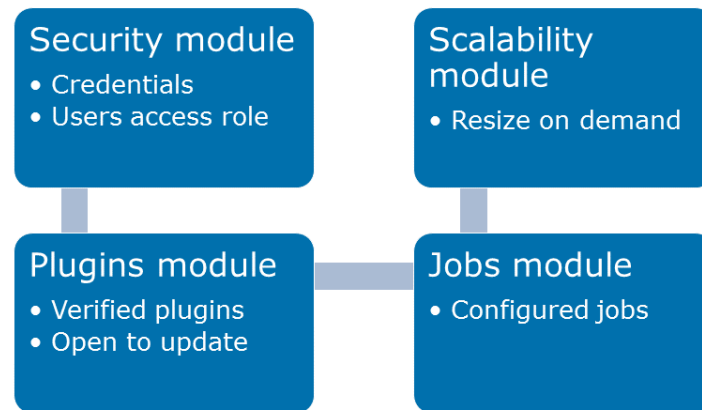 Security module
• Credentials
• Users access role
Scalability
module
• Resize on demand
Plugins module
• Verified plugins
• Open to update
Jobs module
• Configured jobs